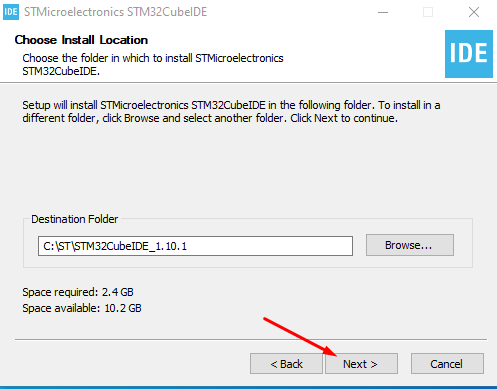 IDE STMicroelectronics STM32CubeIDE
Choose Install Location
Choose the folder in which to install STMicroelectronics
STM32CubeIDE.
IDE
Setup will install STMicroelectronics STM32CubeIDE in the following folder. To install in a
different folder, click Browse and select another folder. Click Next to continue.
Destination Folder
C:\ST\STM32CubeIDE_1.10.1
Browse...
Space required: 2.4 GB
Space available: 10.2 GB
< Back
Next >
Cancel